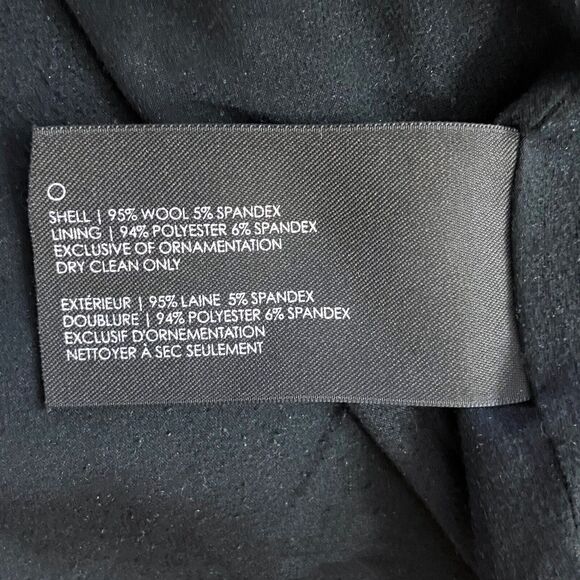 SHELL | 95% WOOL 5% SPANDEX
LINING | 94% POLYESTER 6% SPANDEX
EXCLUSIVE OF ORNAMENTATION
DRY CLEAN ONLY
EXTÉRIEUR | 95% LAINE 5% SPANDEX
DOUBLURE | 94% POLYESTER 6% SPANDEX
EXCLUSIF D'ORNEMENTATION
NETTOYER À SEC SEULEMENT